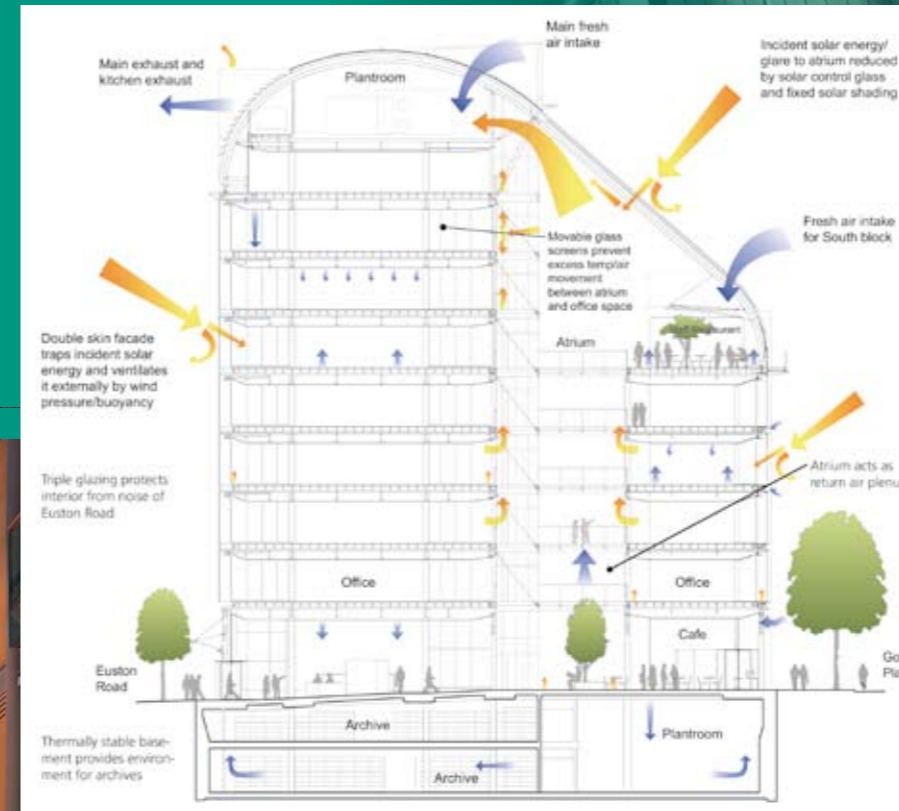 Main exhaust and
kitchen exhaust
Plantroom
Main fresh
air intake
Incident solar energy/
glare to atrium reduced
by solar control glass
and fixed solar shading
Fresh air intake
for South block
Movable glass
screens prevent
excess temp/air
movement
between atrium
and office space
Atrium
Double skin facade
traps incident solar
energy and ventilates
it externally by wind
pressure/buoyancy
Triple glazing protects
interior from noise of
Euston Road
Atrium acts as
return air plenu
Office
Office
Cafe
Euston
Road
Go
Pla
Archive
Plantroom
Thermally stable base-
ment provides environ-
ment for archives
Archive